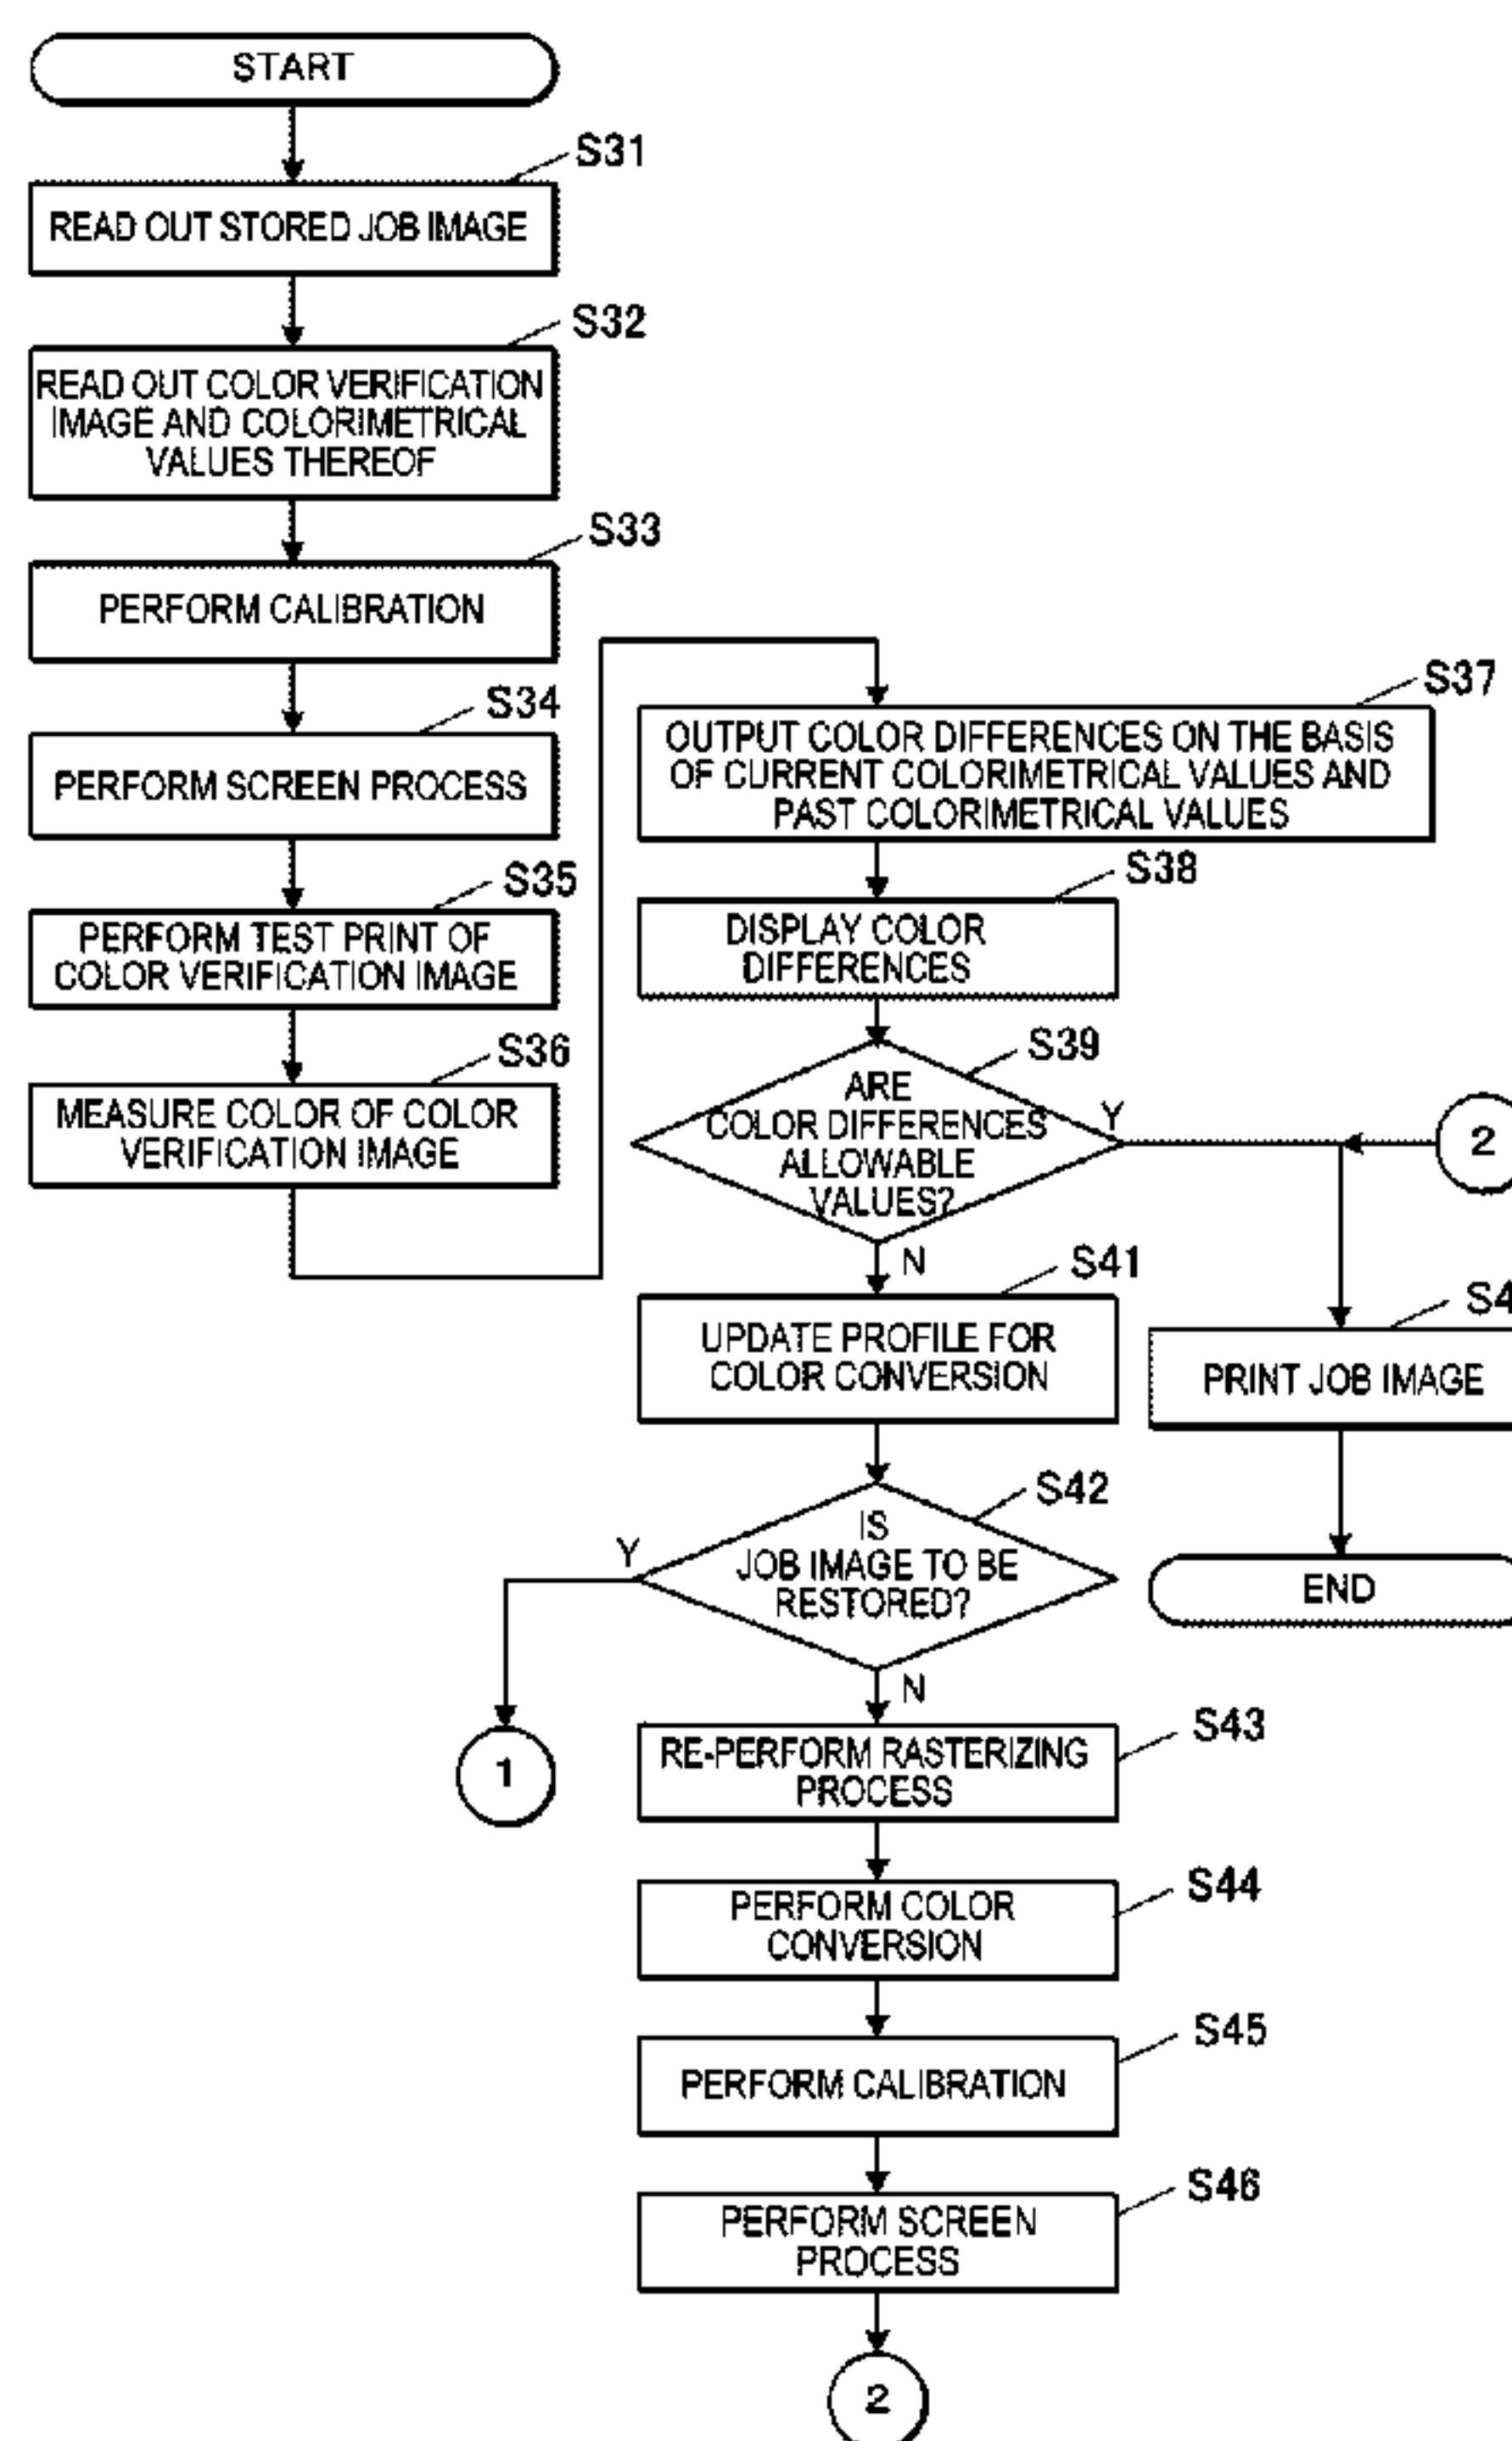 START
S31
READ OUT STORED JOB IMAGE
S32
READ OUT COLOR VERIFICATION
IMAGE AND COLORIMETRICAL
VALUES THEREOF
S33
PERFORM CALIBRATION
S34
PERFORM SCREEN PROCESS
S35
PERFORM TEST PRINT OF
COLOR VERIFICATION IMAGE
S36
MEASURE COLOR OF COLOR
VERIFICATION IMAGE
S37
OUTPUT COLOR DIFFERENCES ON THE BASIS
OF CURRENT COLORIMETRICAL VALUES AND
PAST COLORIMETRICAL VALUES
S38
DISPLAY COLOR
DIFFERENCES
S39
ARE
COLOR DIFFERENCES
ALLOWABLE
VALUES?
Y
2
N
S41
UPDATE PROFILE FOR
COLOR CONVERSION
S4
PRINT JOB IMAGE
END
S42
IS
JOB IMAGE TO BE
RESTORED?
Y
1
N
S43
RE-PERFORM RASTERIZING
PROCESS
S44
PERFORM COLOR
CONVERSION
S45
PERFORM CALIBRATION
S46
PERFORM SCREEN
PROCESS
2